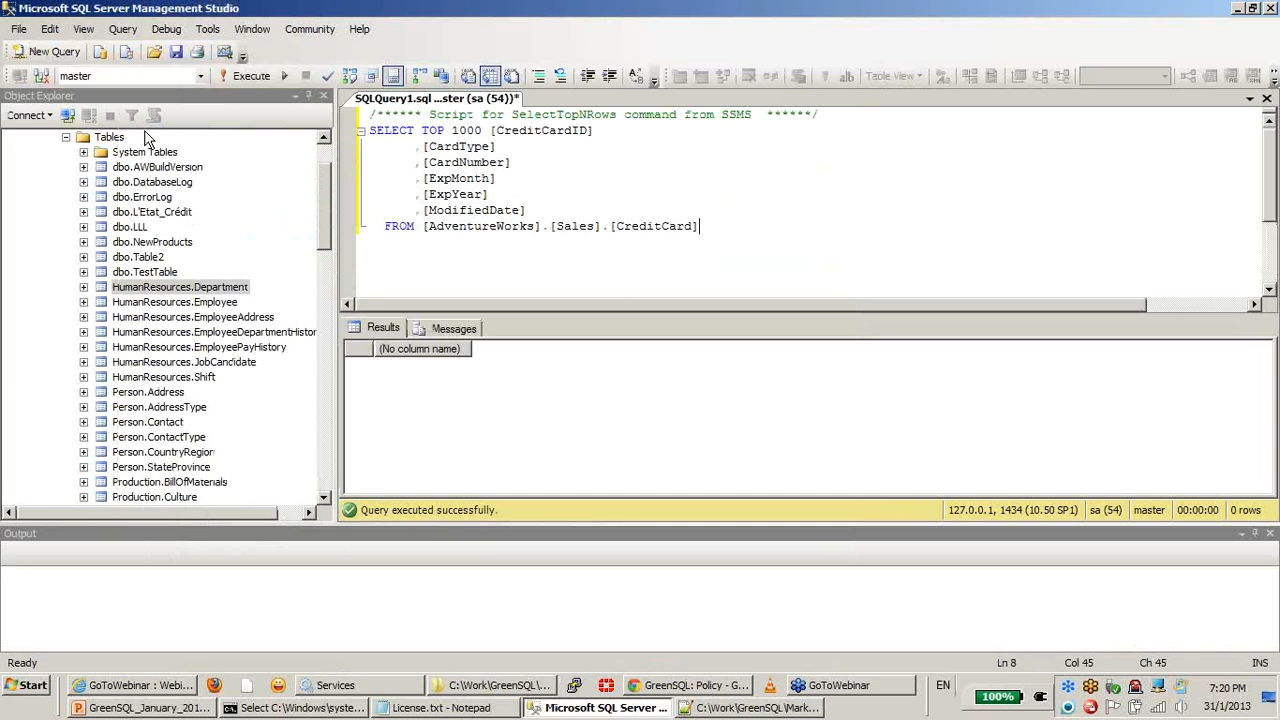 Microsoft SQL Server Management Studio
File Edit View Query Debug Tools Window Community Help
New Query
master Execute Table View
Object Explorer
SQLQuery1.sql ...ster (sa (54))*
Connect
/****** Script for SelectTopNRows command from SSMS ******/
SELECT TOP 1000 [CreditCardID]
,[CardType]
,[CardNumber]
,[ExpMonth]
,[ExpYear]
,[ModifiedDate]
FROM [AdventureWorks].[Sales].[CreditCard]
Tables
System Tables
dbo.AWBuildVersion
dbo.DatabaseLog
dbo.ErrorLog
dbo.L'Etat_Crédit
dbo.LLL
dbo.NewProducts
dbo.Table2
dbo.TestTable
HumanResources.Department
HumanResources.Employee
HumanResources.EmployeeAddress
HumanResources.EmployeeDepartmentHistor
HumanResources.EmployeePayHistory
HumanResources.JobCandidate
HumanResources.Shift
Person.Address
Person.AddressType
Person.Contact
Person.ContactType
Person.CountryRegion
Person.StateProvince
Production.BillOfMaterials
Production.Culture
Results Messages
(No column name)
Query executed successfully. 127.0.0.1, 1434 (10.50 SP1) sa (54) master 00:00:00 0 rows
Output
Ready Ln 8 Col 45 Ch 45 INS
Start GoToWebinar : Webi... Services C:\Work\GreenSQL\... GreenSQL: Policy - G... GoToWebinar EN 100% 7:20 PM
GreenSQL_January_201... Select C:\Windows\syste... License.txt - Notepad Microsoft SQL Server ... C:\Work\GreenSQL\Mark... 31/1/2013